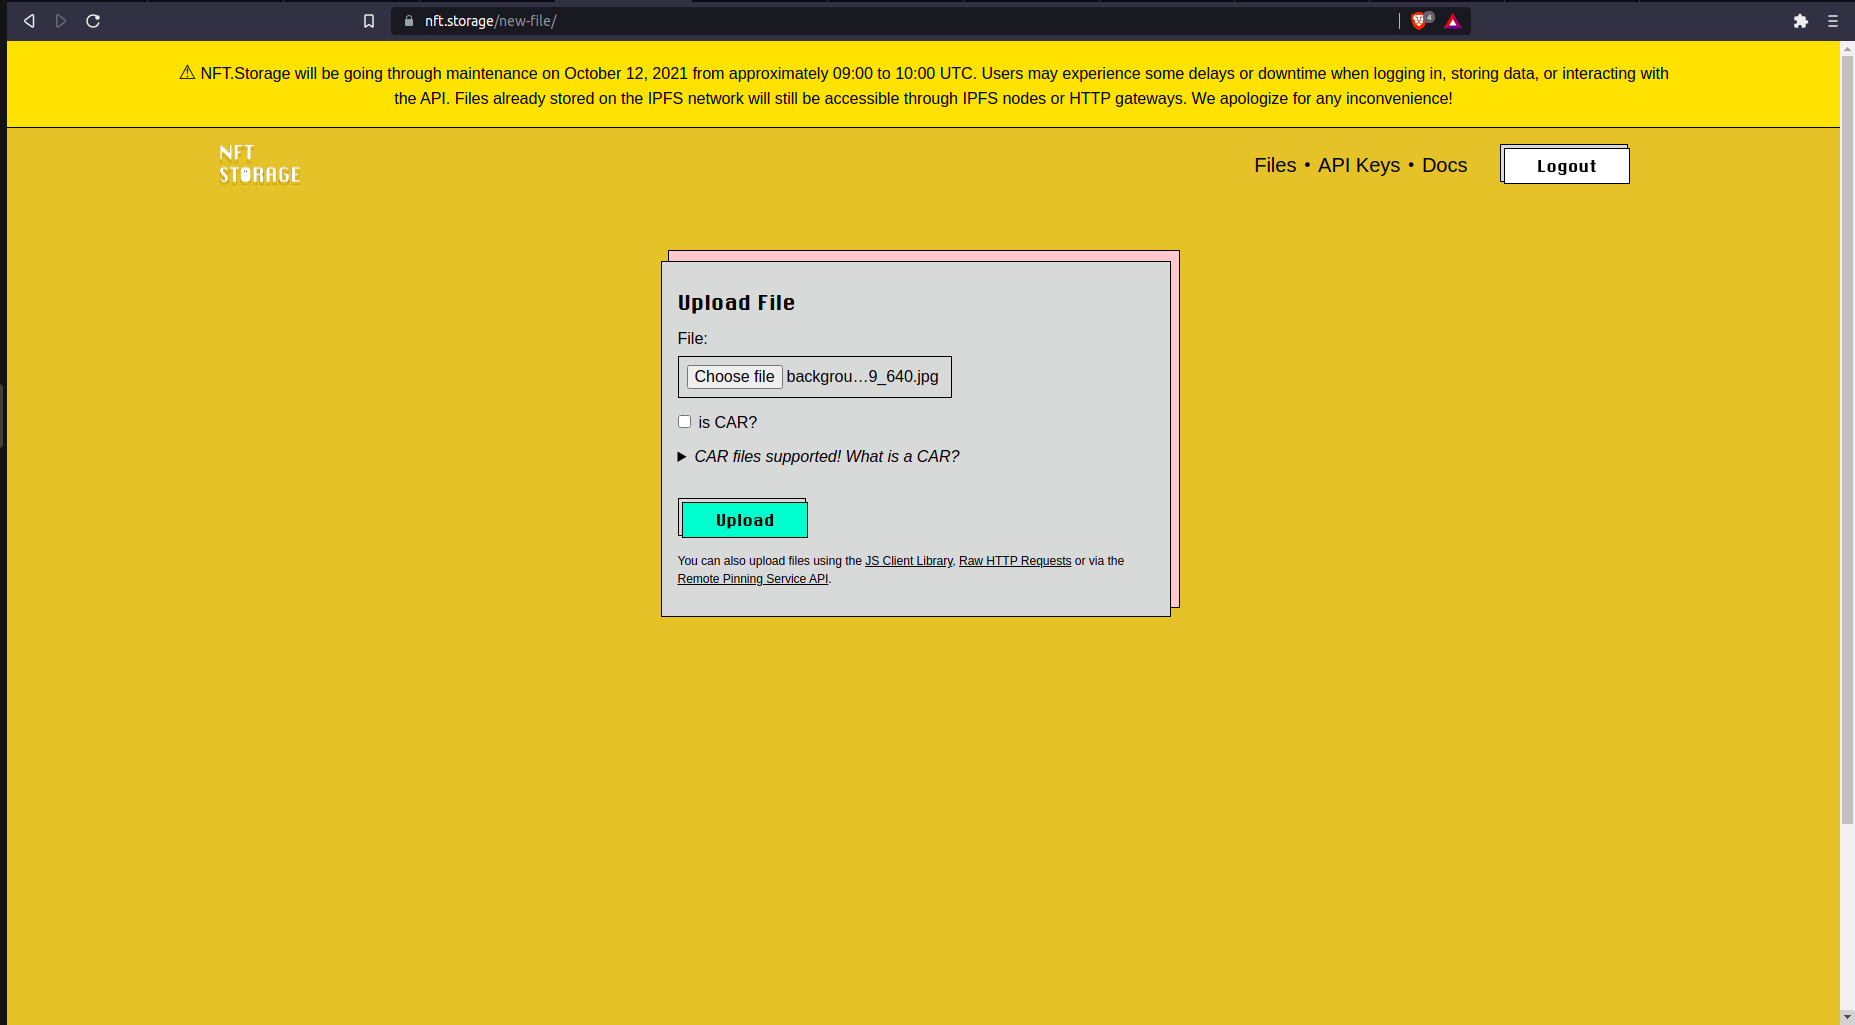 nft.storage/new-file/
4
⚠ NFT.Storage will be going through maintenance on October 12, 2021 from approximately 09:00 to 10:00 UTC. Users may experience some delays or downtime when logging in, storing data, or interacting with
the API. Files already stored on the IPFS network will still be accessible through IPFS nodes or HTTP gateways. We apologize for any inconvenience!
NFT
STORAGE
Files • API Keys • Docs
Logout
Upload File
File:
Choose file backgrou…9_640.jpg
is CAR?
CAR files supported! What is a CAR?
Upload
You can also upload files using the JS Client Library, Raw HTTP Requests or via the
Remote Pinning Service API.